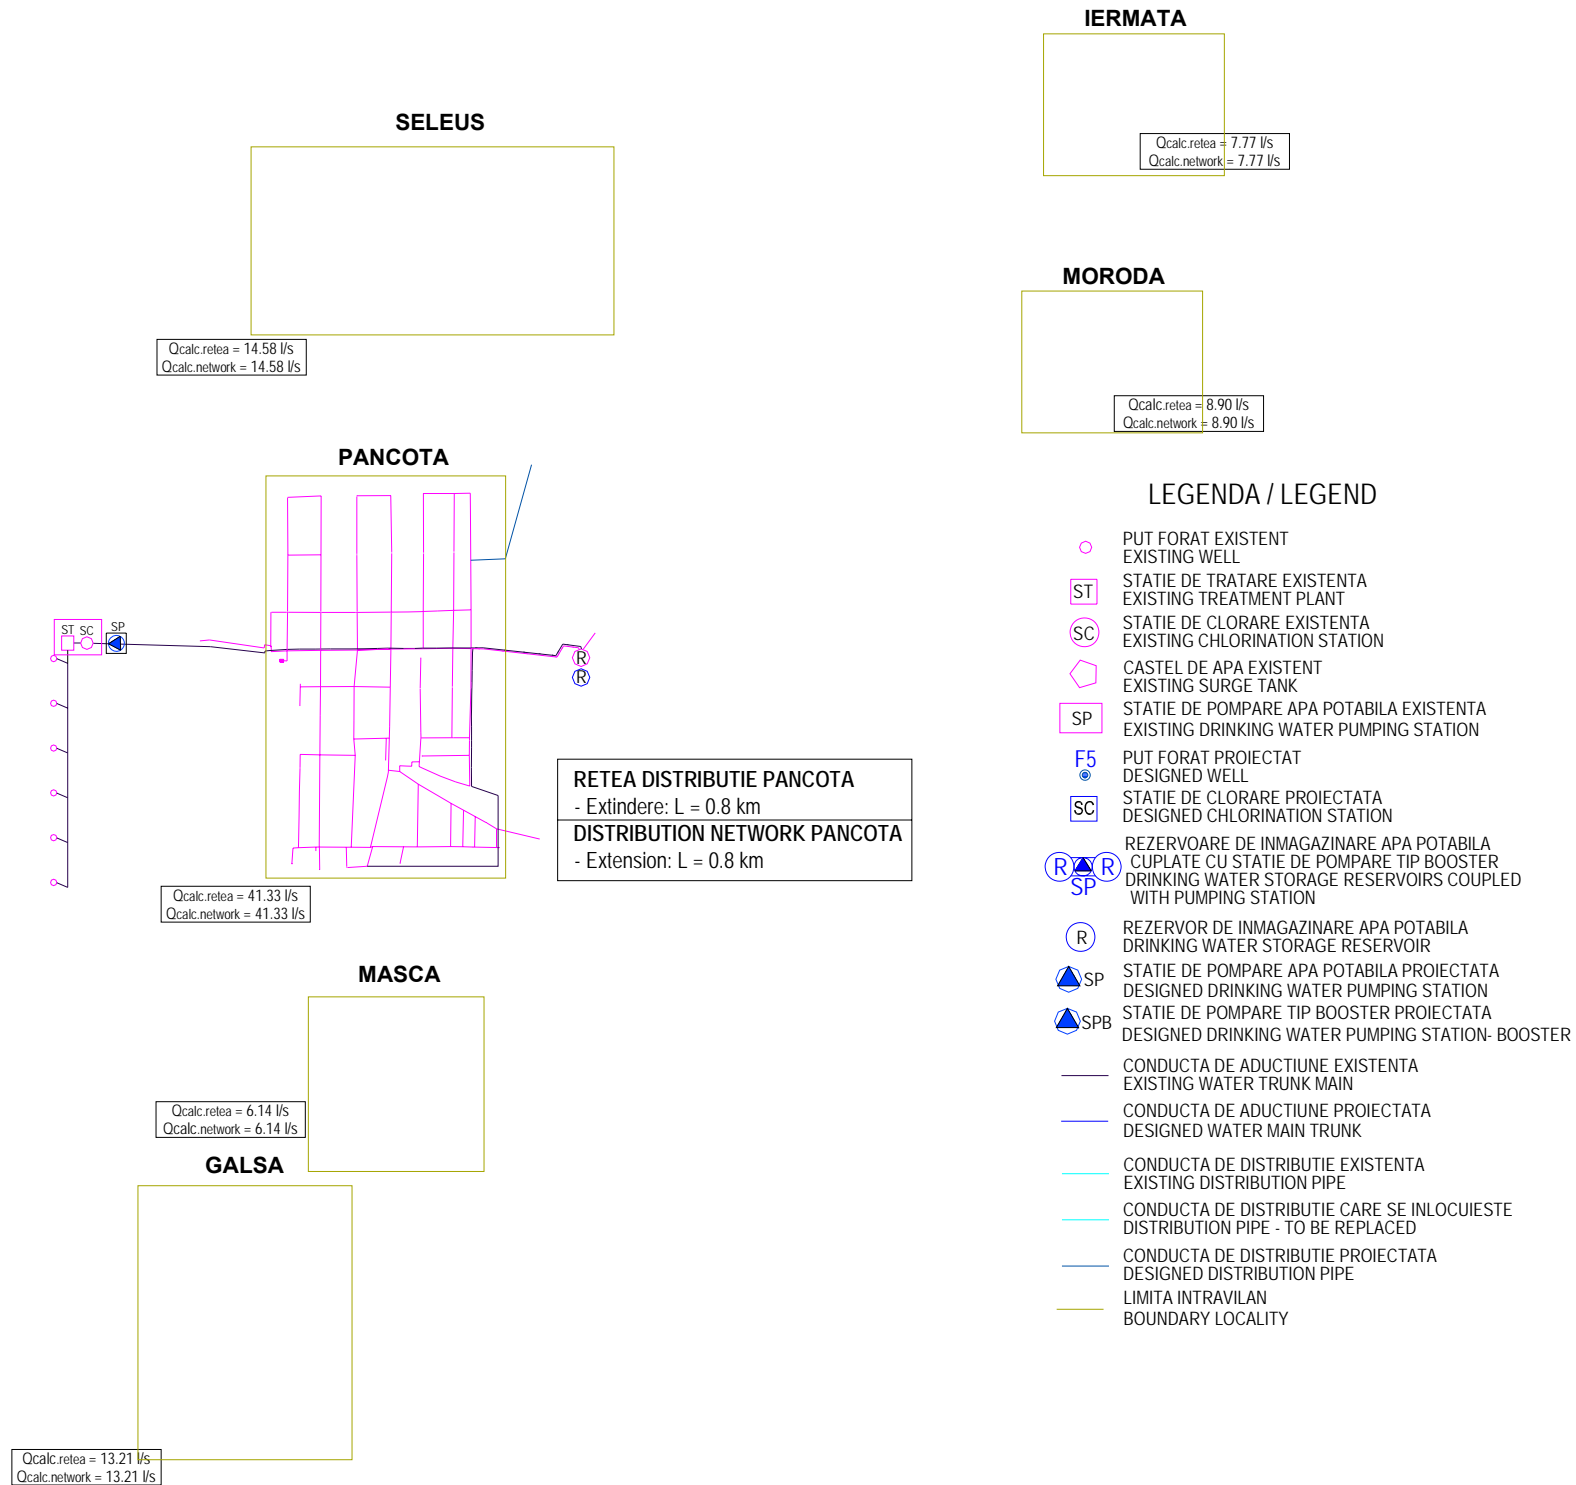 IERMATA
Qcalc.retea = 7.77 l/s
Qcalc.network = 7.77 l/s
SELEUS
Qcalc.retea = 14.58 l/s
Qcalc.network = 14.58 l/s
MORODA
Qcalc.retea = 8.90 l/s
Qcalc.network = 8.90 l/s
PANCOTA
ST SC SP
R
R
RETEA DISTRIBUTIE PANCOTA
- Extindere: L = 0.8 km
DISTRIBUTION NETWORK PANCOTA
- Extension: L = 0.8 km
Qcalc.retea = 41.33 l/s
Qcalc.network = 41.33 l/s
MASCA
Qcalc.retea = 6.14 l/s
Qcalc.network = 6.14 l/s
GALSA
Qcalc.retea = 13.21 l/s
Qcalc.network = 13.21 l/s
LEGENDA / LEGEND
PUT FORAT EXISTENT
EXISTING WELL
ST
STATIE DE TRATARE EXISTENTA
EXISTING TREATMENT PLANT
SC
STATIE DE CLORARE EXISTENTA
EXISTING CHLORINATION STATION
CASTEL DE APA EXISTENT
EXISTING SURGE TANK
SP
STATIE DE POMPARE APA POTABILA EXISTENTA
EXISTING DRINKING WATER PUMPING STATION
F5
PUT FORAT PROIECTAT
DESIGNED WELL
SC
STATIE DE CLORARE PROIECTATA
DESIGNED CHLORINATION STATION
R R
SP
REZERVOARE DE INMAGAZINARE APA POTABILA
CUPLATE CU STATIE DE POMPARE TIP BOOSTER
DRINKING WATER STORAGE RESERVOIRS COUPLED
WITH PUMPING STATION
R
REZERVOR DE INMAGAZINARE APA POTABILA
DRINKING WATER STORAGE RESERVOIR
SP
STATIE DE POMPARE APA POTABILA PROIECTATA
DESIGNED DRINKING WATER PUMPING STATION
SPB
STATIE DE POMPARE TIP BOOSTER PROIECTATA
DESIGNED DRINKING WATER PUMPING STATION- BOOSTER
CONDUCTA DE ADUCTIUNE EXISTENTA
EXISTING WATER TRUNK MAIN
CONDUCTA DE ADUCTIUNE PROIECTATA
DESIGNED WATER MAIN TRUNK
CONDUCTA DE DISTRIBUTIE EXISTENTA
EXISTING DISTRIBUTION PIPE
CONDUCTA DE DISTRIBUTIE CARE SE INLOCUIESTE
DISTRIBUTION PIPE - TO BE REPLACED
CONDUCTA DE DISTRIBUTIE PROIECTATA
DESIGNED DISTRIBUTION PIPE
LIMITA INTRAVILAN
BOUNDARY LOCALITY